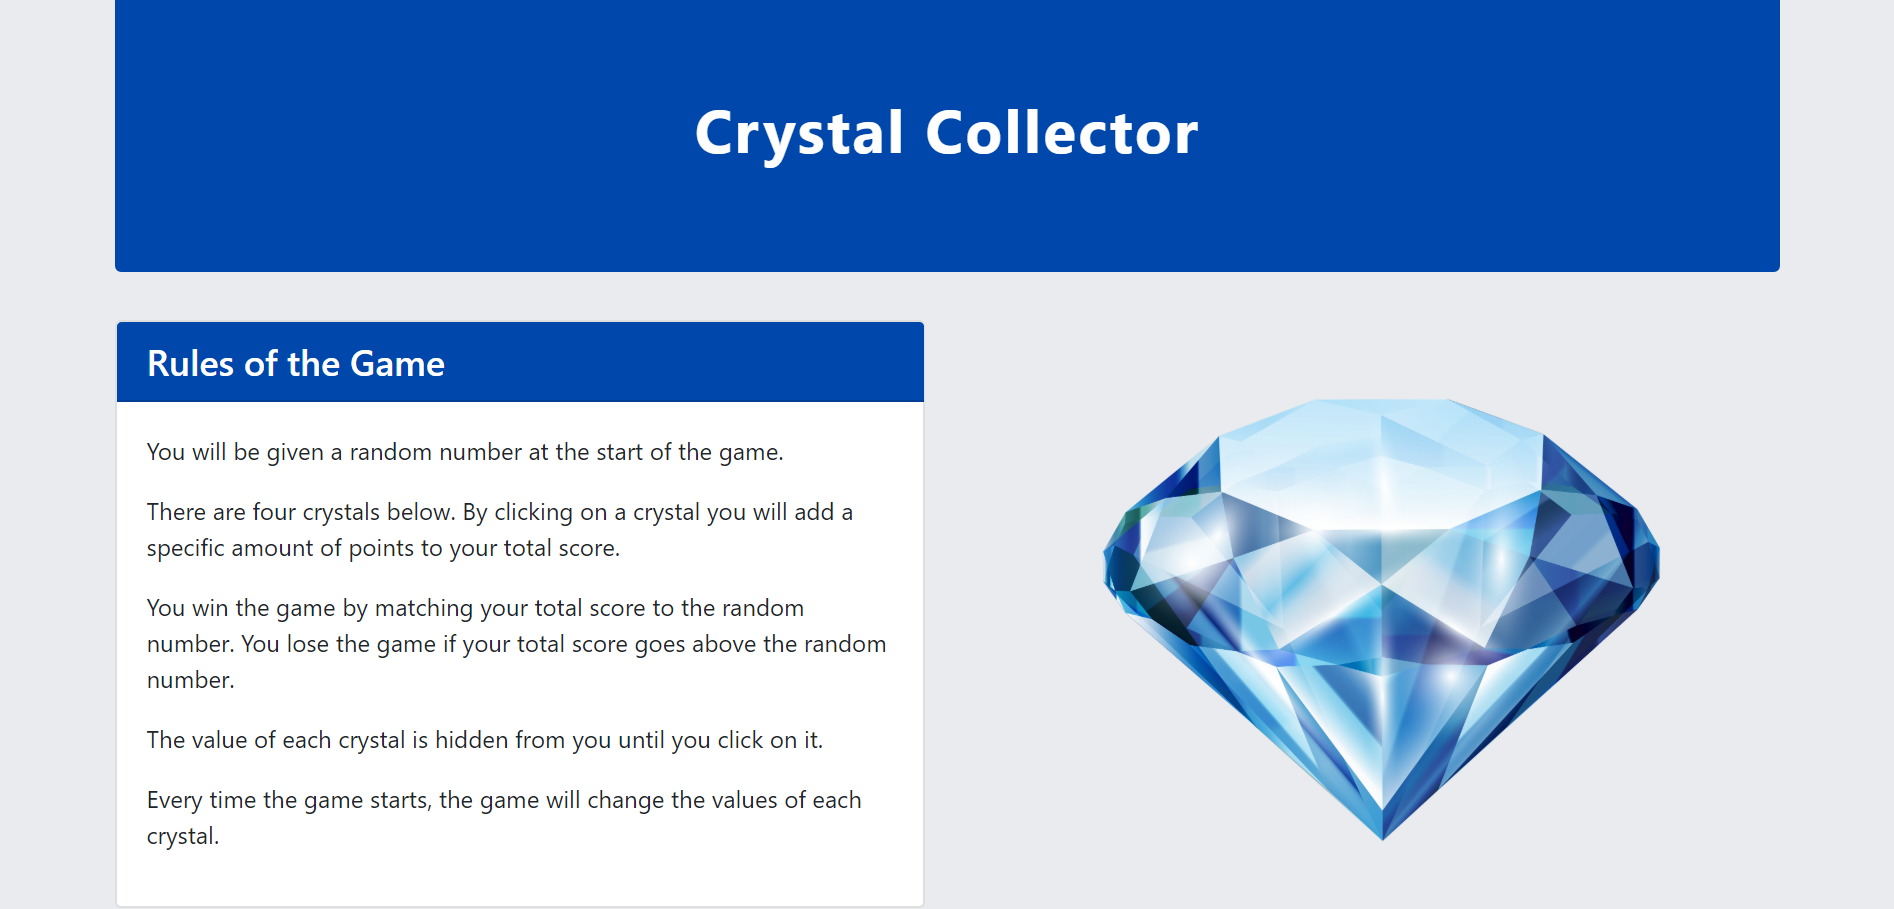 Crystal Collector
Rules of the Game
You will be given a random number at the start of the game.
There are four crystals below. By clicking on a crystal you will add a
specific amount of points to your total score.
You win the game by matching your total score to the random
number. You lose the game if your total score goes above the random
number.
The value of each crystal is hidden from you until you click on it.
Every time the game starts, the game will change the values of each
crystal.